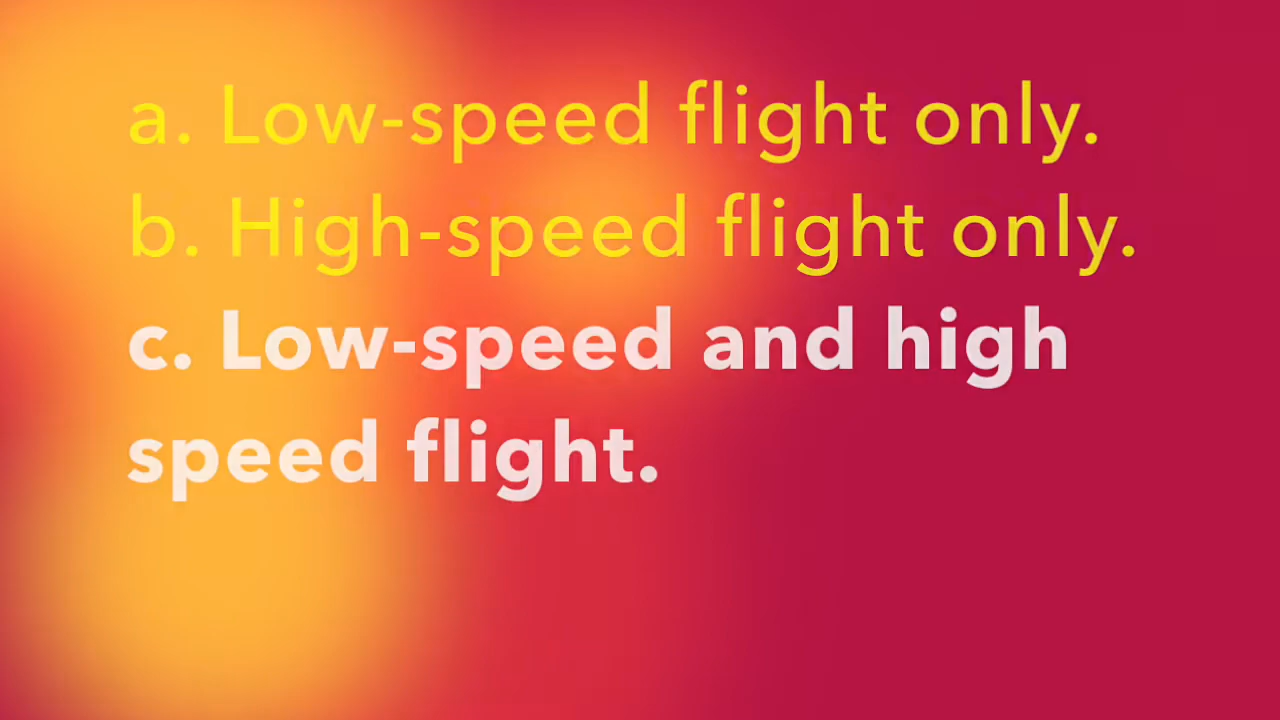 a. Low-speed flight only.
b. High-speed flight only.
c. Low-speed and high
speed flight.